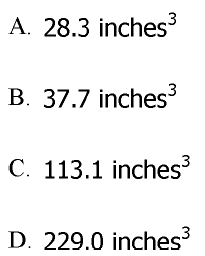 A. 28.3 inches³
B. 37.7 inches³
C. 113.1 inches³
D. 229.0 inches³